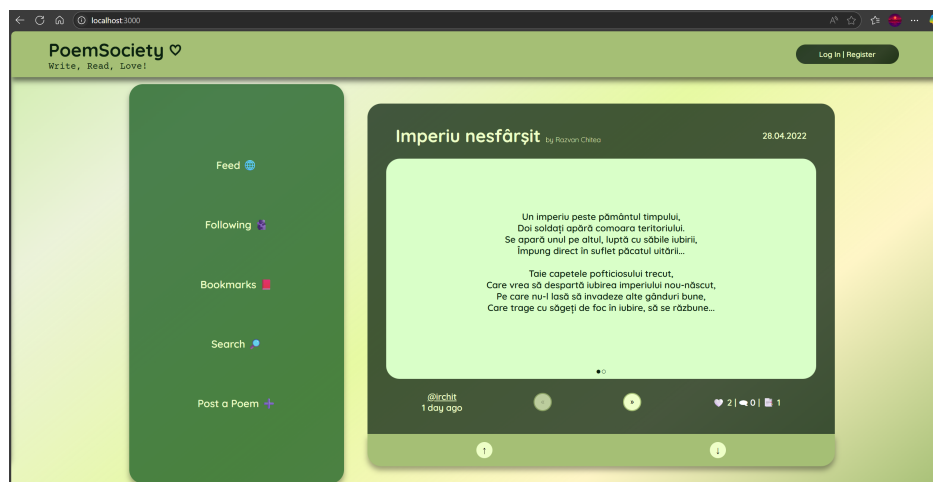 localhost:3000
PoemSociety ♡
Write, Read, Love!
Log In | Register
Feed
Following
Bookmarks
Search
Post a Poem
Imperiu nesfârșit by Razvan Chitea
28.04.2022
Un imperiu peste pământul timpului,
Doi soldați apără comoara teritoriului.
Se apară unul pe altul, luptă cu săbile iubirii,
Împung direct în suflet păcatul uitării...
Taie capetele pofticiosului trecut,
Care vrea să despartă iubirea imperiului nou-născut,
Pe care nu-l lasă să invadeze alte gânduri bune,
Care trage cu săgeți de foc în iubire, să se răzbune...
@irchit
1 day ago
«
»
2 | 0 | 1
↑
↓